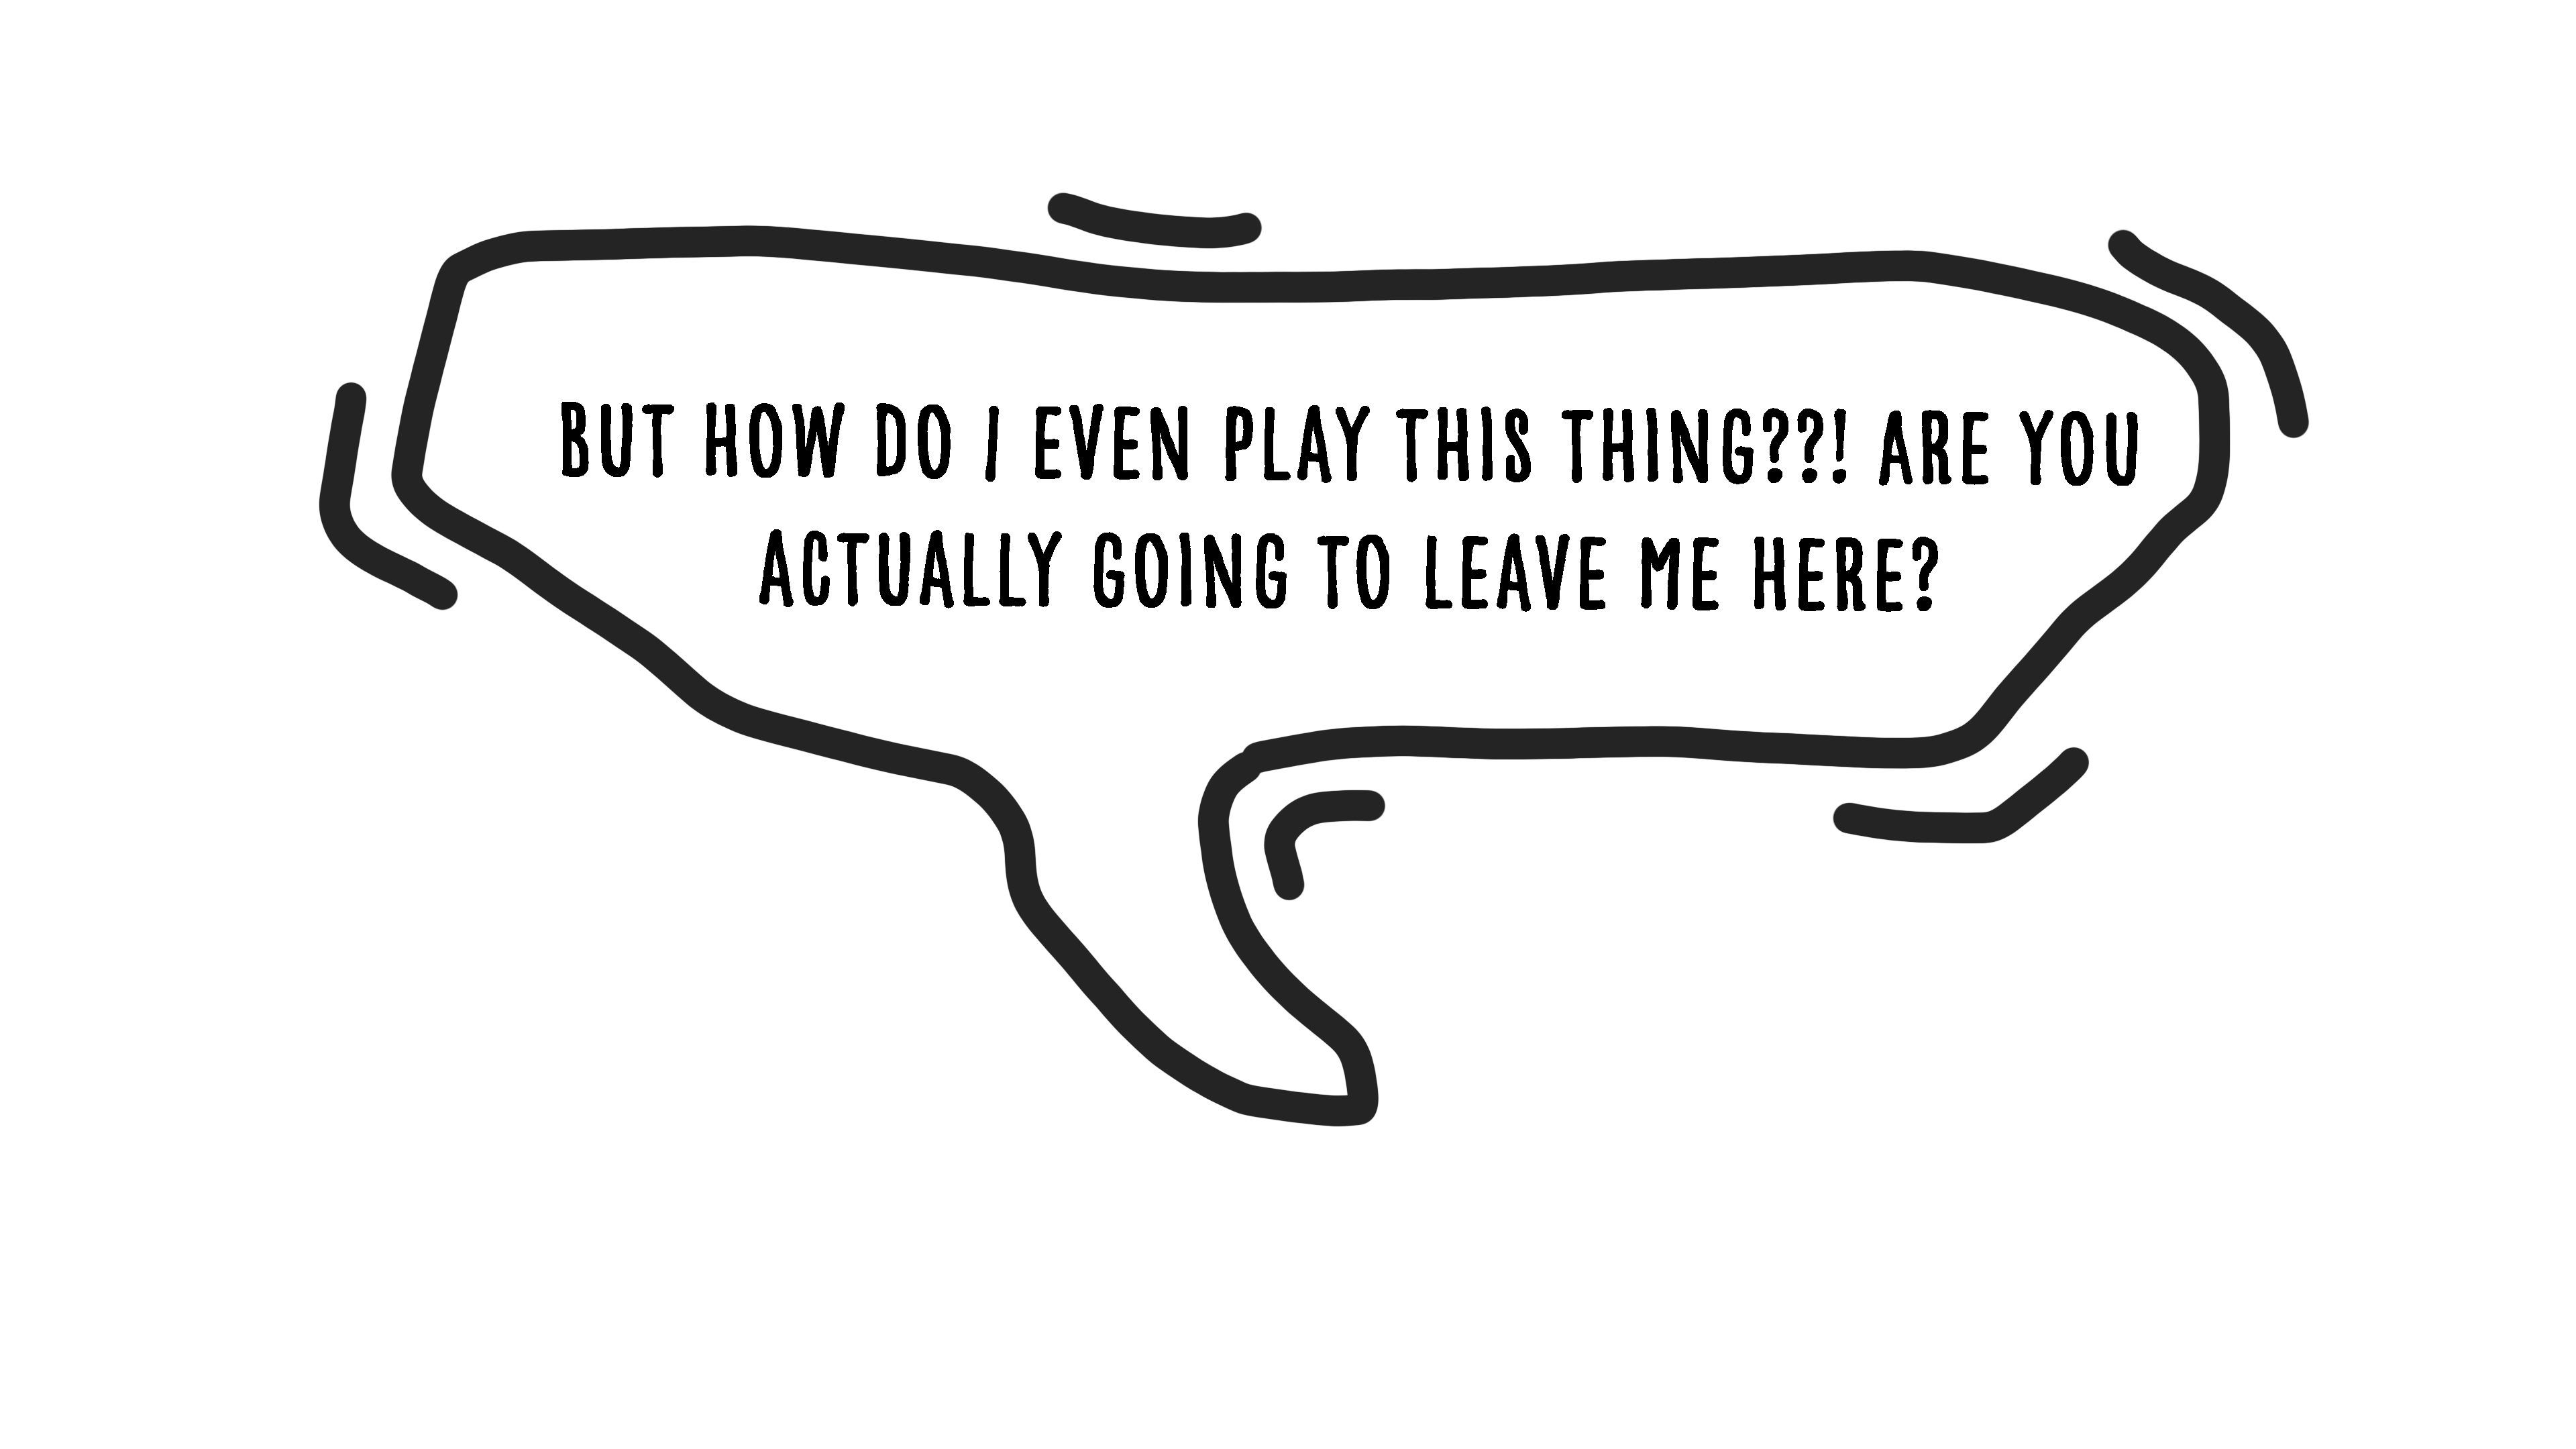 BUT HOW DO I EVEN PLAY THIS THING??! ARE YOU
ACTUALLY GOING TO LEAVE ME HERE?